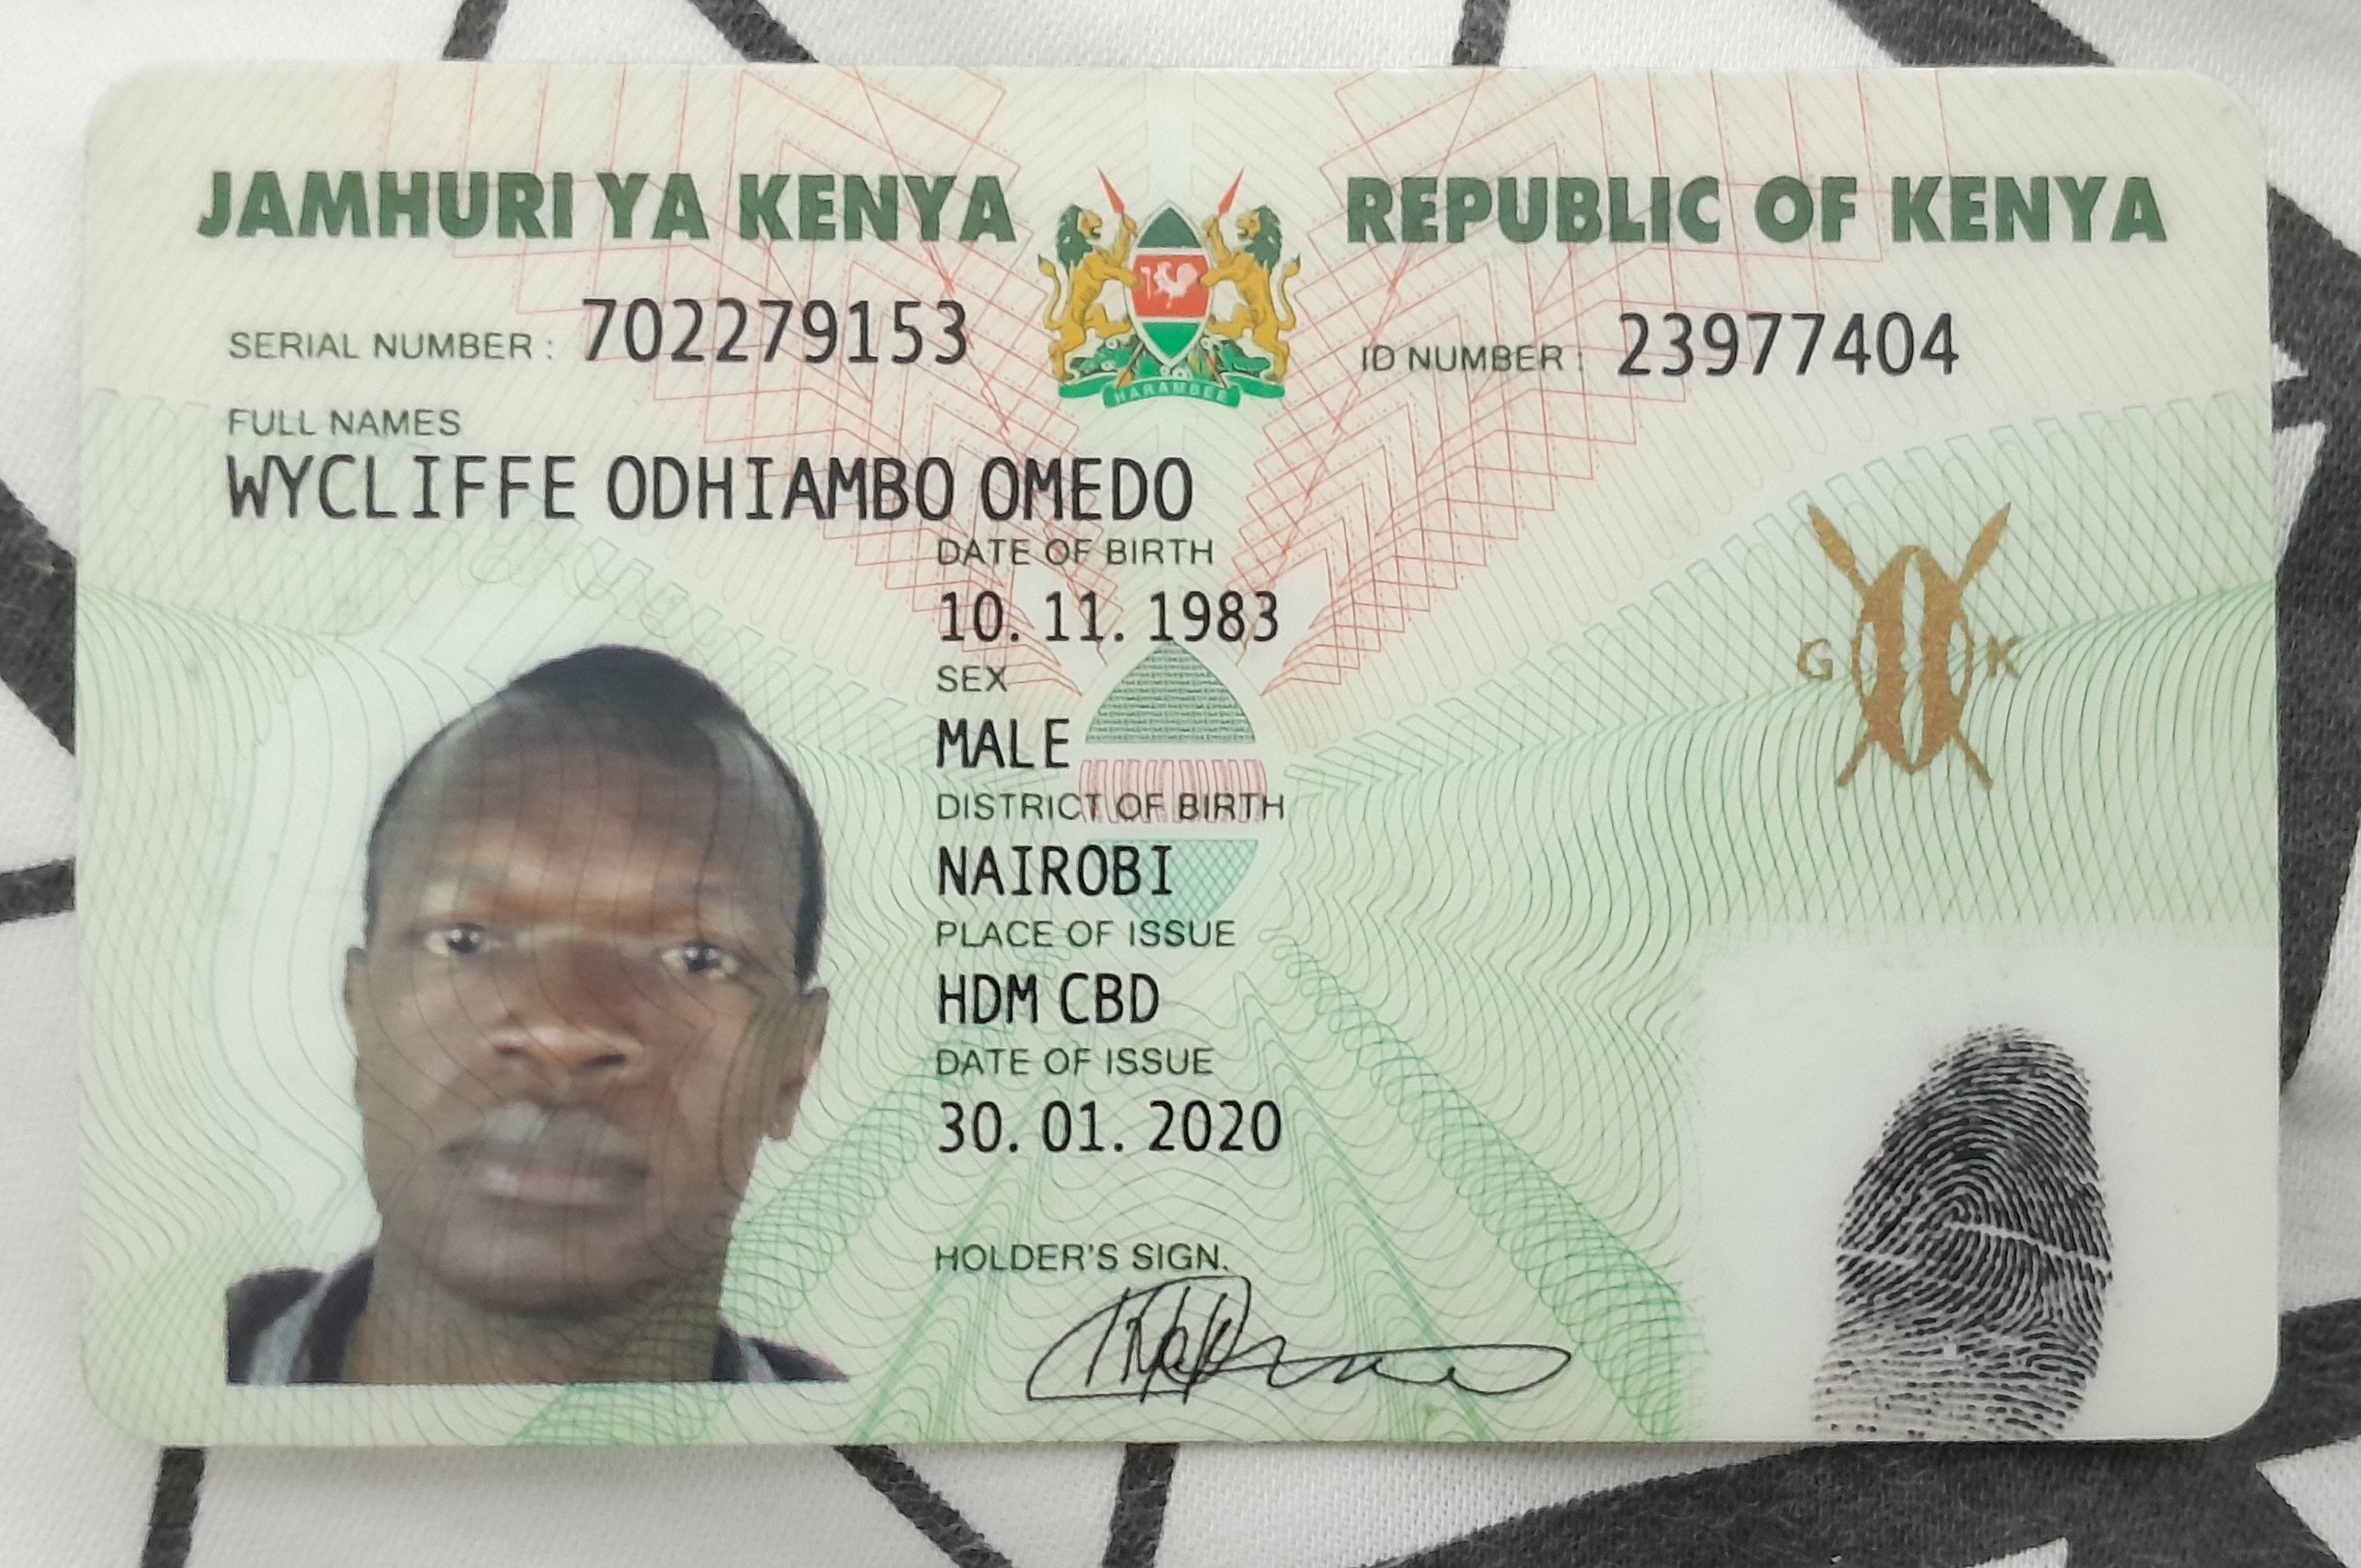 JAMHURI YA KENYA
REPUBLIC OF KENYA
HARAMBEE
SERIAL NUMBER : 702279153
ID NUMBER : 23977404
FULL NAMES
WYCLIFFE ODHIAMBO OMEDO
DATE OF BIRTH
10. 11. 1983
SEX
MALE
DISTRICT OF BIRTH
NAIROBI
PLACE OF ISSUE
HDM CBD
DATE OF ISSUE
30. 01. 2020
HOLDER'S SIGN.
G K